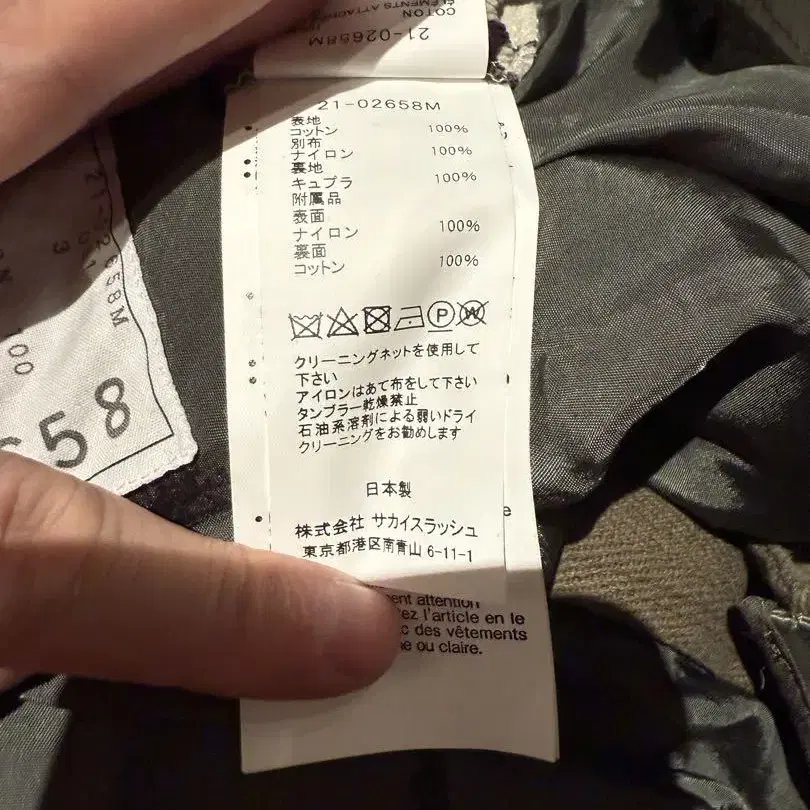 COTON
ÉLÉMENTS ATTACH
21-02658M
21-02658M
表地
コットン 100%
別布
ナイロン 100%
裏地
キュプラ 100%
附属品
表面
ナイロン 100%
裏面
コットン 100%
P W
クリーニングネットを使用して
下さい
アイロンはあて布をして下さい
タンブラー乾燥禁止
石油系溶剤による弱いドライ
クリーニングをお勧めします
日本製
株式会社 サカイスラッシュ
東京都港区南青山 6-11-1
attention
l'article en le
des vêtements
ou claire.
658